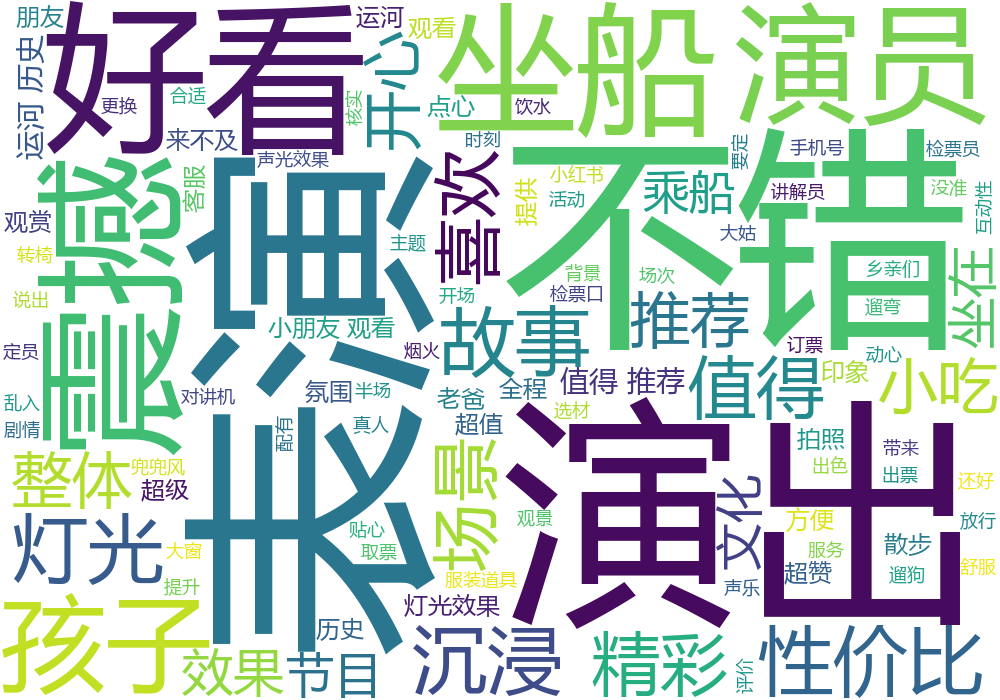 朋友
好看
运河
观看
坐船
演员
运河 历史
更换
合适
来不及
核实
开心
点心
饮水
时刻
声光效果
客服
震撼
表演
不错
喜欢
小红书
提供
活动
乘船
要定
手机号
检票员
讲解员
没准
互动性
大姑
观赏
转椅
说出
定员
主题
开场
背景
检票口
场次
乡亲们
遛弯
坐在
小朋友 观看
烟火
故事
推荐
订票
动心
乱入
剧情
对讲机
氛围
半场
老爸
全程
值得 推荐
值得
印象
小吃
配有
真人
超值
选材
演出
拍照
出色
带来
出票
还好
整体
兜兜风
超级
场景
观景
文化
方便
放行
灯光
大窗
贴心
取票
服装道具
服务
散步
遛狗
舒服
提升
灯光效果
声乐
超赞
孩子
历史
效果
节目
沉浸
精彩
评价
性价比